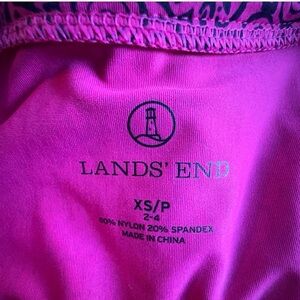 LANDS' END
XS/P
2-4
80% NYLON 20% SPANDEX
MADE IN CHINA